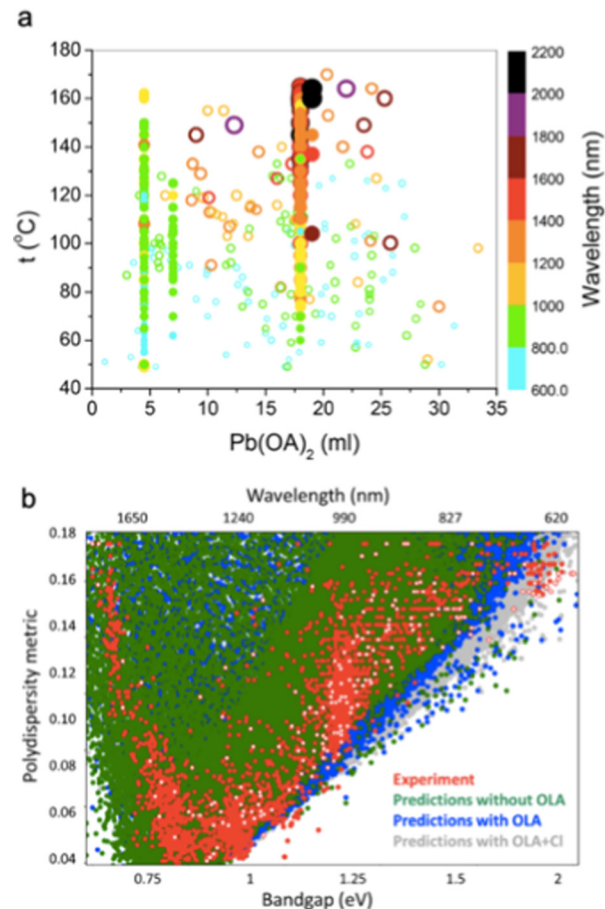 a
180
160
140
120
100
80
60
40
0 5 10 15 20 25 30 35
t (°C)
Pb(OA)2 (ml)
2200
2000
1800
1600
1400
1200
1000
800.0
600.0
Wavelength (nm)
b
Wavelength (nm)
1650 1240 990 827 620
0.18
0.16
0.14
0.12
0.10
0.08
0.06
0.04
Polydispersity metric
Experiment
Predictions without OLA
Predictions with OLA
Predictions with OLA+Cl
0.75 1 1.25 1.5 2
Bandgap (eV)